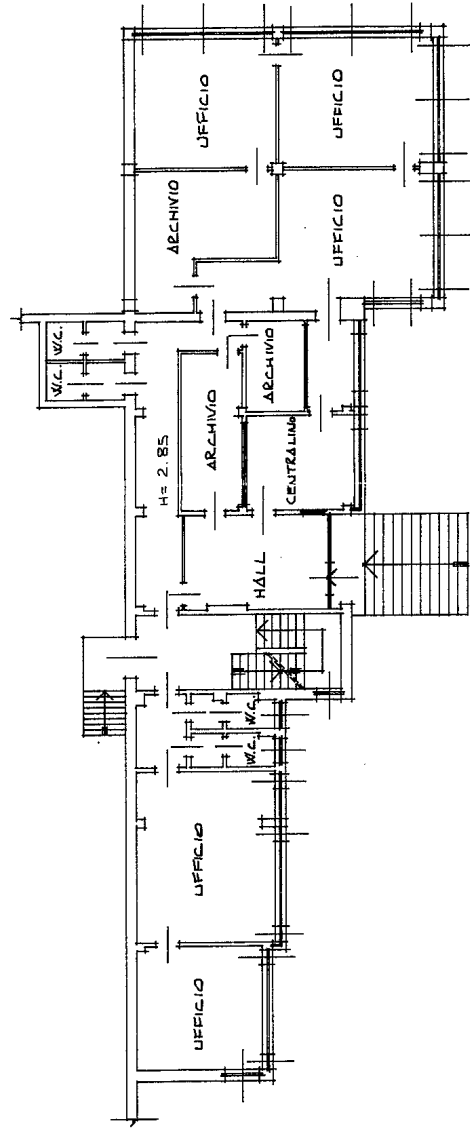 UFFICIO
UFFICIO
ARCHIVIO
UFFICIO
W.C.
W.C.
ARCHIVIO
ARCHIVIO
CENTRALINO
H= 2.85
HALL
W.C.
W.C.
UFFICIO
UFFICIO